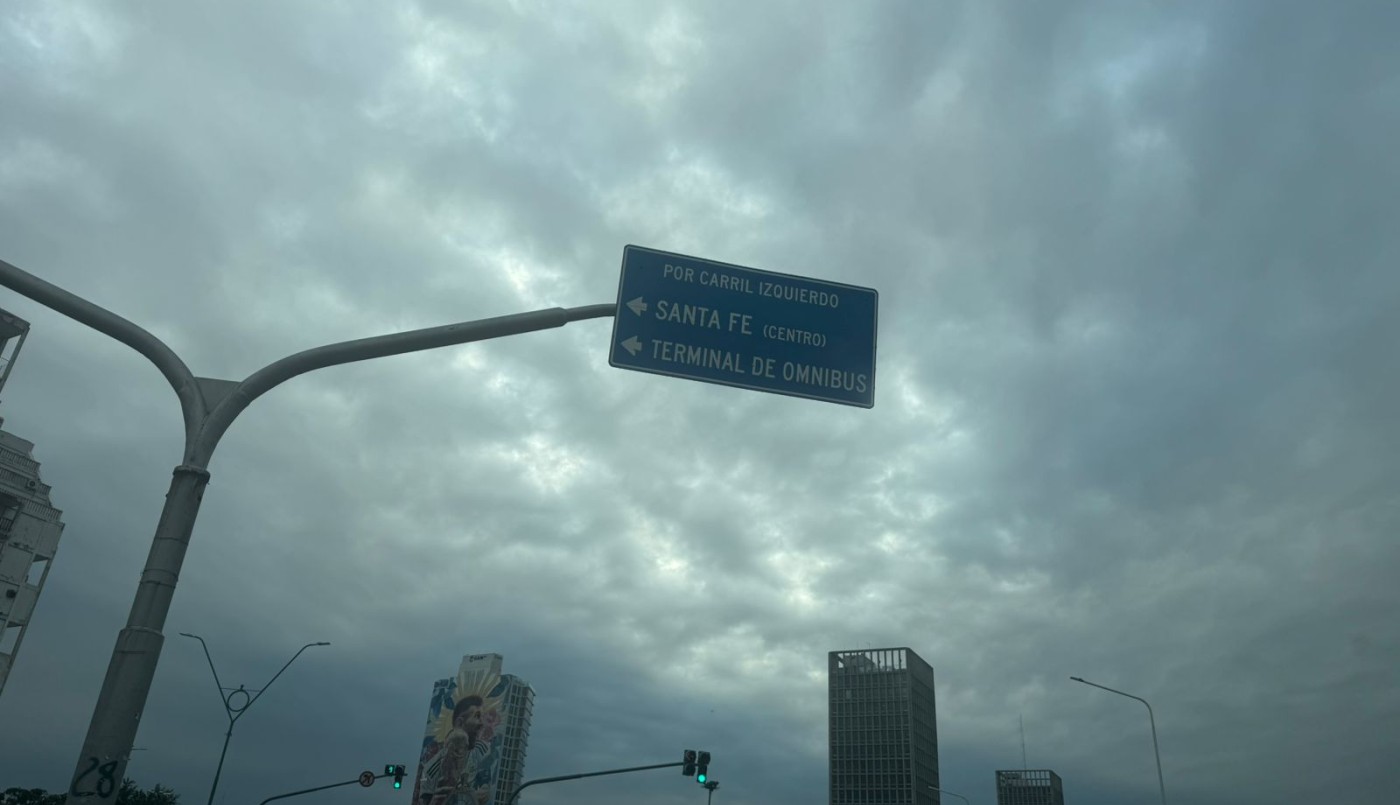 POR CARRIL IZQUIERDO
SANTA FE (CENTRO)
TERMINAL DE OMNIBUS
28